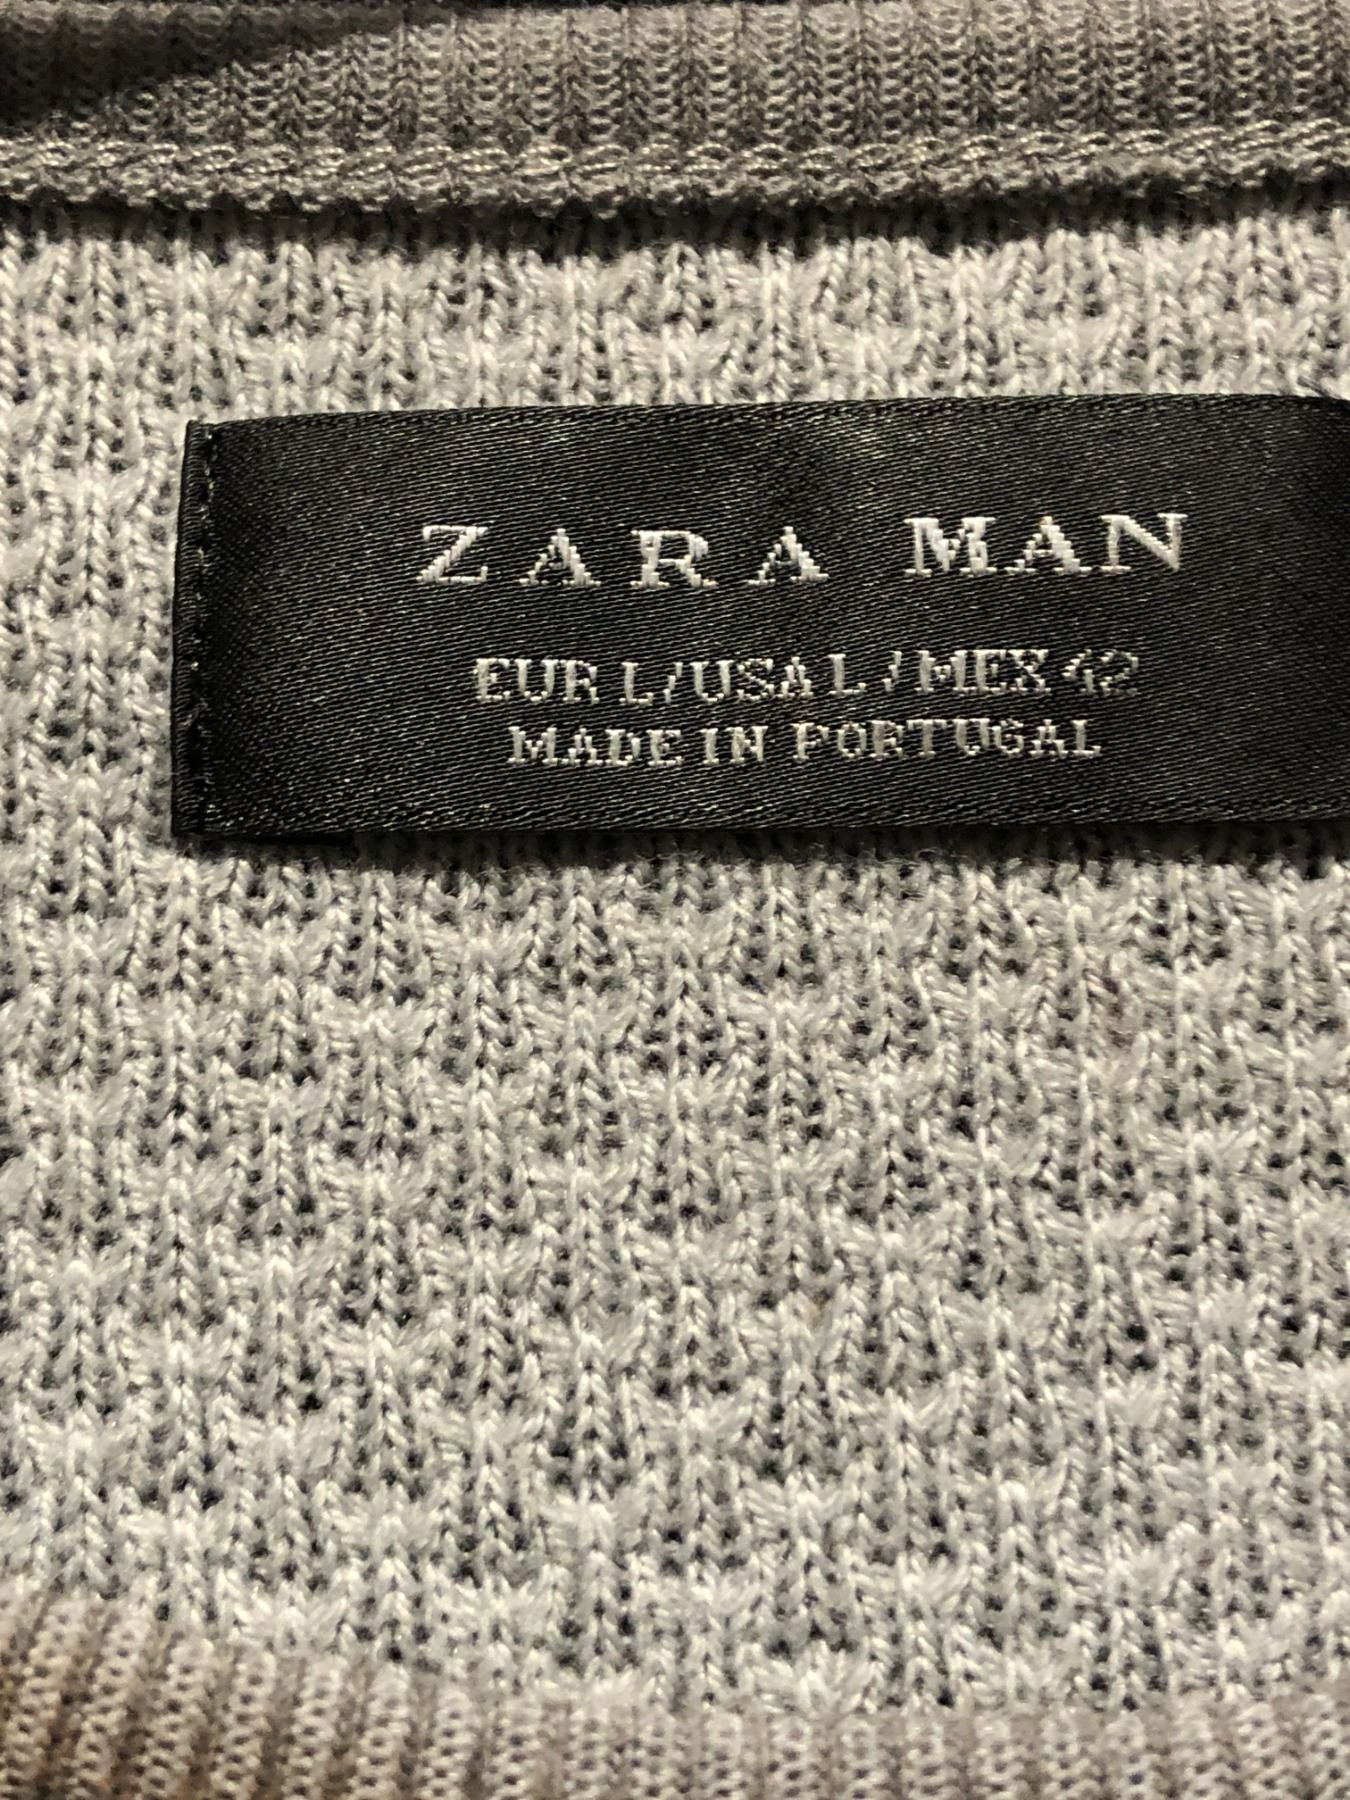 ZARA MAN
EUR L/USA L / MEX 42
MADE IN PORTUGAL